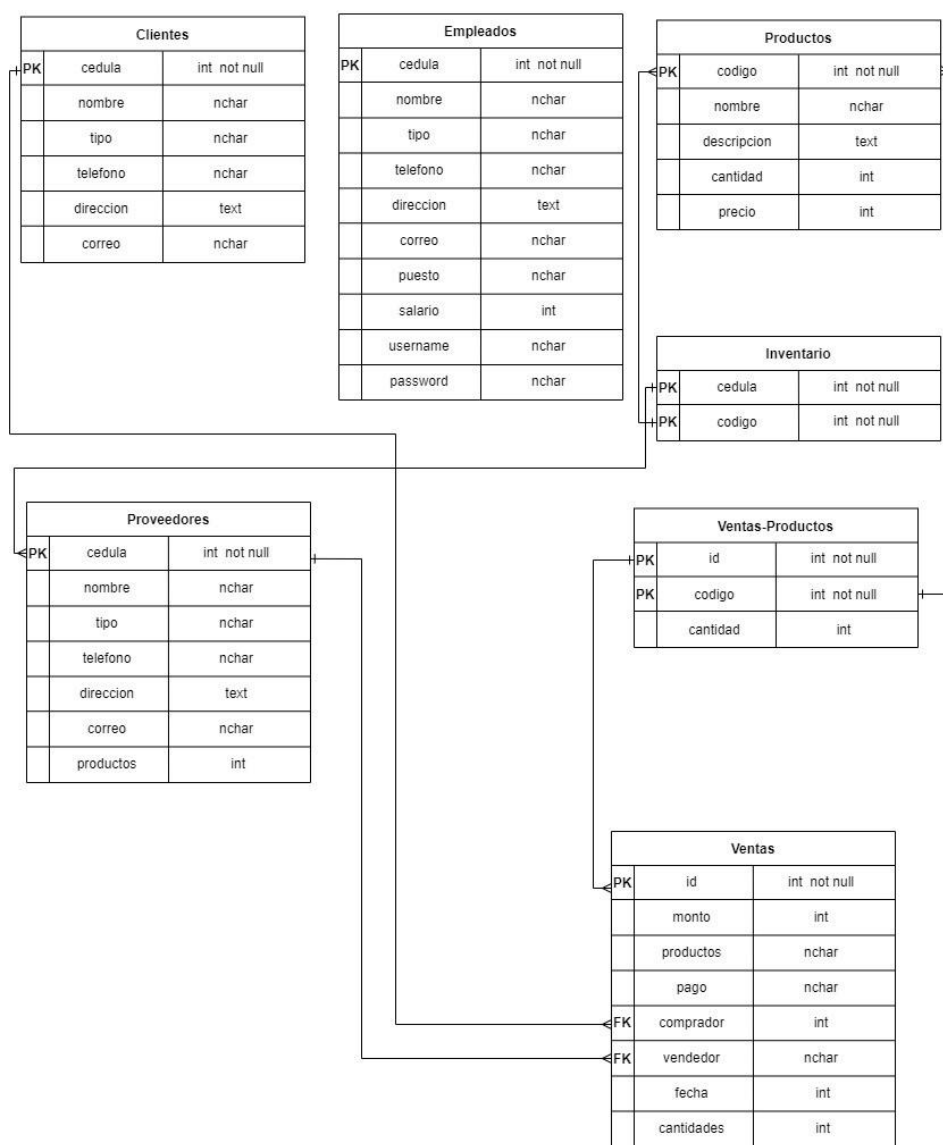 Clientes
PK cedula int not null
nombre nchar
tipo nchar
telefono nchar
direccion text
correo nchar
Empleados
PK cedula int not null
nombre nchar
tipo nchar
telefono nchar
direccion text
correo nchar
puesto nchar
salario int
username nchar
password nchar
Productos
PK codigo int not null
nombre nchar
descripcion text
cantidad int
precio int
Inventario
PK cedula int not null
PK codigo int not null
Proveedores
PK cedula int not null
nombre nchar
tipo nchar
telefono nchar
direccion text
correo nchar
productos int
Ventas-Productos
PK id int not null
PK codigo int not null
cantidad int
Ventas
PK id int not null
monto int
productos nchar
pago nchar
FK comprador int
FK vendedor nchar
fecha int
cantidades int